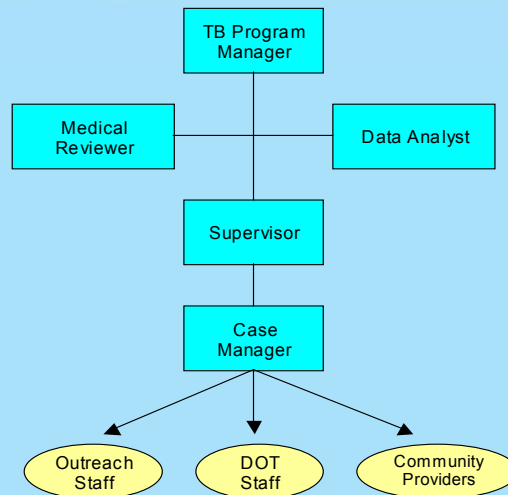 TB Program
Manager
Medical
Reviewer
Data Analyst
Supervisor
Case
Manager
Outreach
Staff
DOT
Staff
Community
Providers